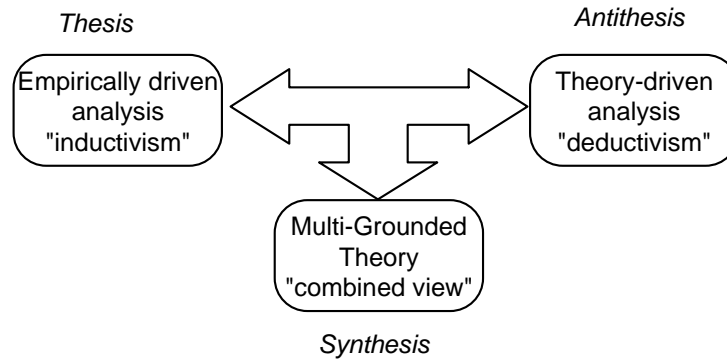 Thesis
Antithesis
Empirically driven
analysis
"inductivism"
Theory-driven
analysis
"deductivism"
Multi-Grounded
Theory
"combined view"
Synthesis